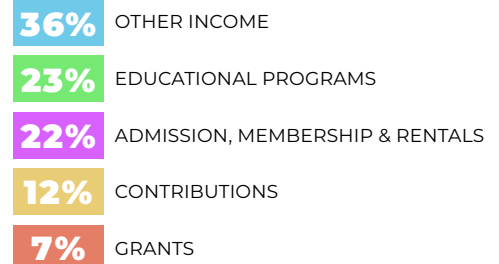 36% OTHER INCOME
23% EDUCATIONAL PROGRAMS
22% ADMISSION, MEMBERSHIP & RENTALS
12% CONTRIBUTIONS
7% GRANTS